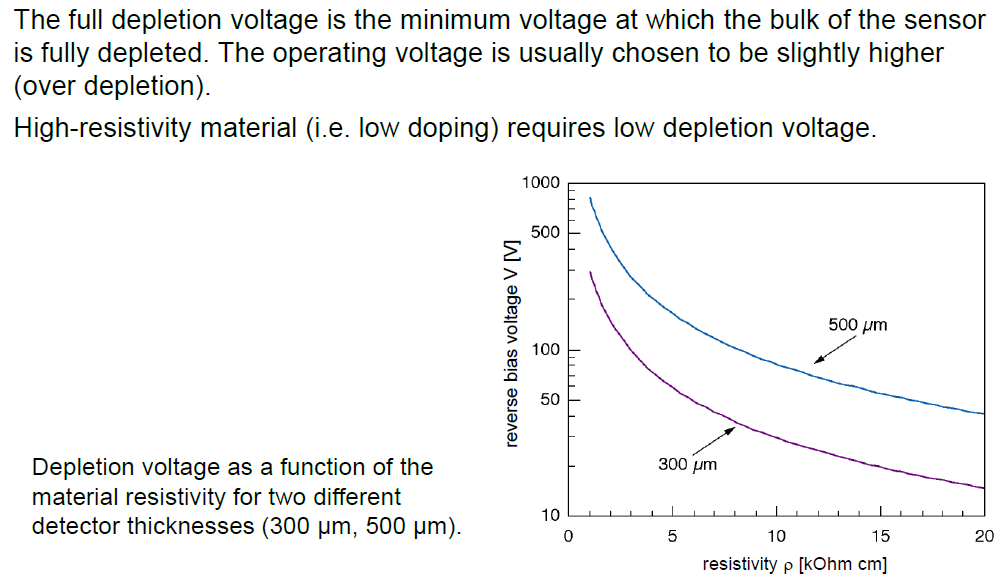 The full depletion voltage is the minimum voltage at which the bulk of the sensor
is fully depleted. The operating voltage is usually chosen to be slightly higher
(over depletion).
High-resistivity material (i.e. low doping) requires low depletion voltage.
1000
500
100
50
10
reverse bias voltage V [V]
500 µm
300 µm
0 5 10 15 20
resistivity ρ [kOhm cm]
Depletion voltage as a function of the
material resistivity for two different
detector thicknesses (300 µm, 500 µm).